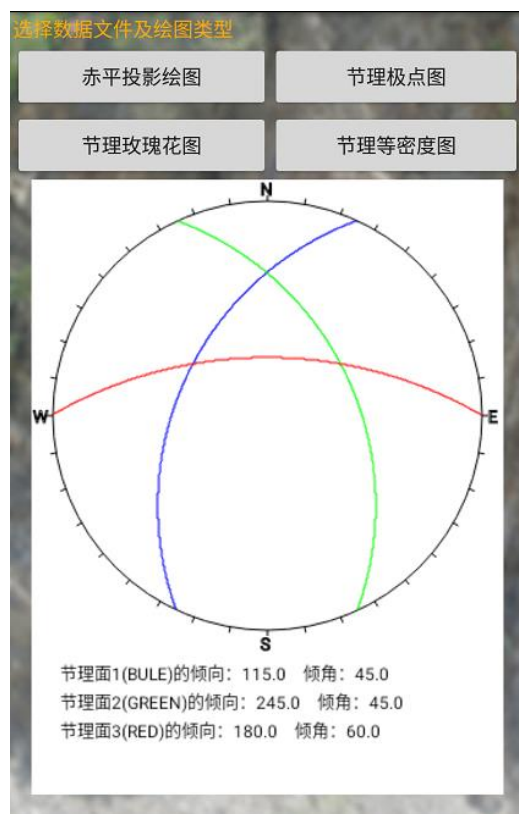 选择数据文件及绘图类型
赤平投影绘图 节理极点图
节理玫瑰花图 节理等密度图
N
W E
S
节理面1(BULE)的倾向：115.0 倾角：45.0
节理面2(GREEN)的倾向：245.0 倾角：45.0
节理面3(RED)的倾向：180.0 倾角：60.0